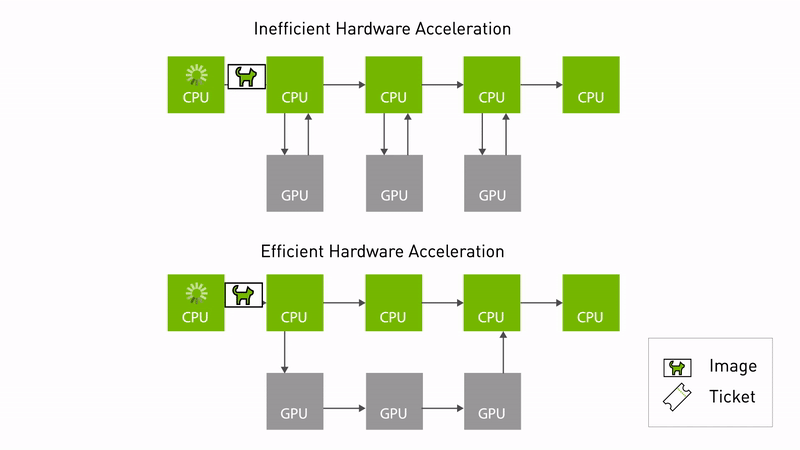 Inefficient Hardware Acceleration
CPU CPU CPU CPU CPU
GPU GPU GPU
Efficient Hardware Acceleration
CPU CPU CPU CPU CPU
GPU GPU GPU
Image
Ticket